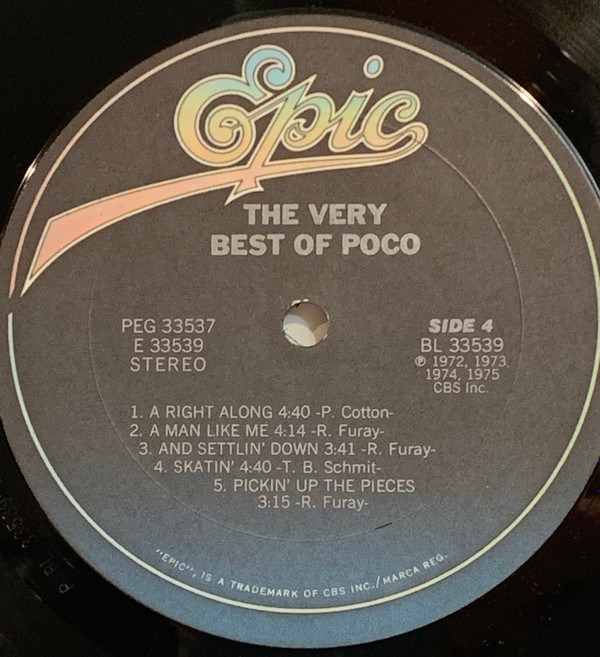 Epic
THE VERY
BEST OF POCO
PEG 33537
E 33539
STEREO
SIDE 4
BL 33539
℗ 1972, 1973,
1974, 1975
CBS Inc.
1. A RIGHT ALONG 4:40 -P. Cotton-
2. A MAN LIKE ME 4:14 -R. Furay-
3. AND SETTLIN' DOWN 3:41 -R. Furay-
4. SKATIN' 4:40 -T. B. Schmit-
5. PICKIN' UP THE PIECES
3:15 -R. Furay-
"EPIC", IS A TRADEMARK OF CBS INC./MARCA REG.